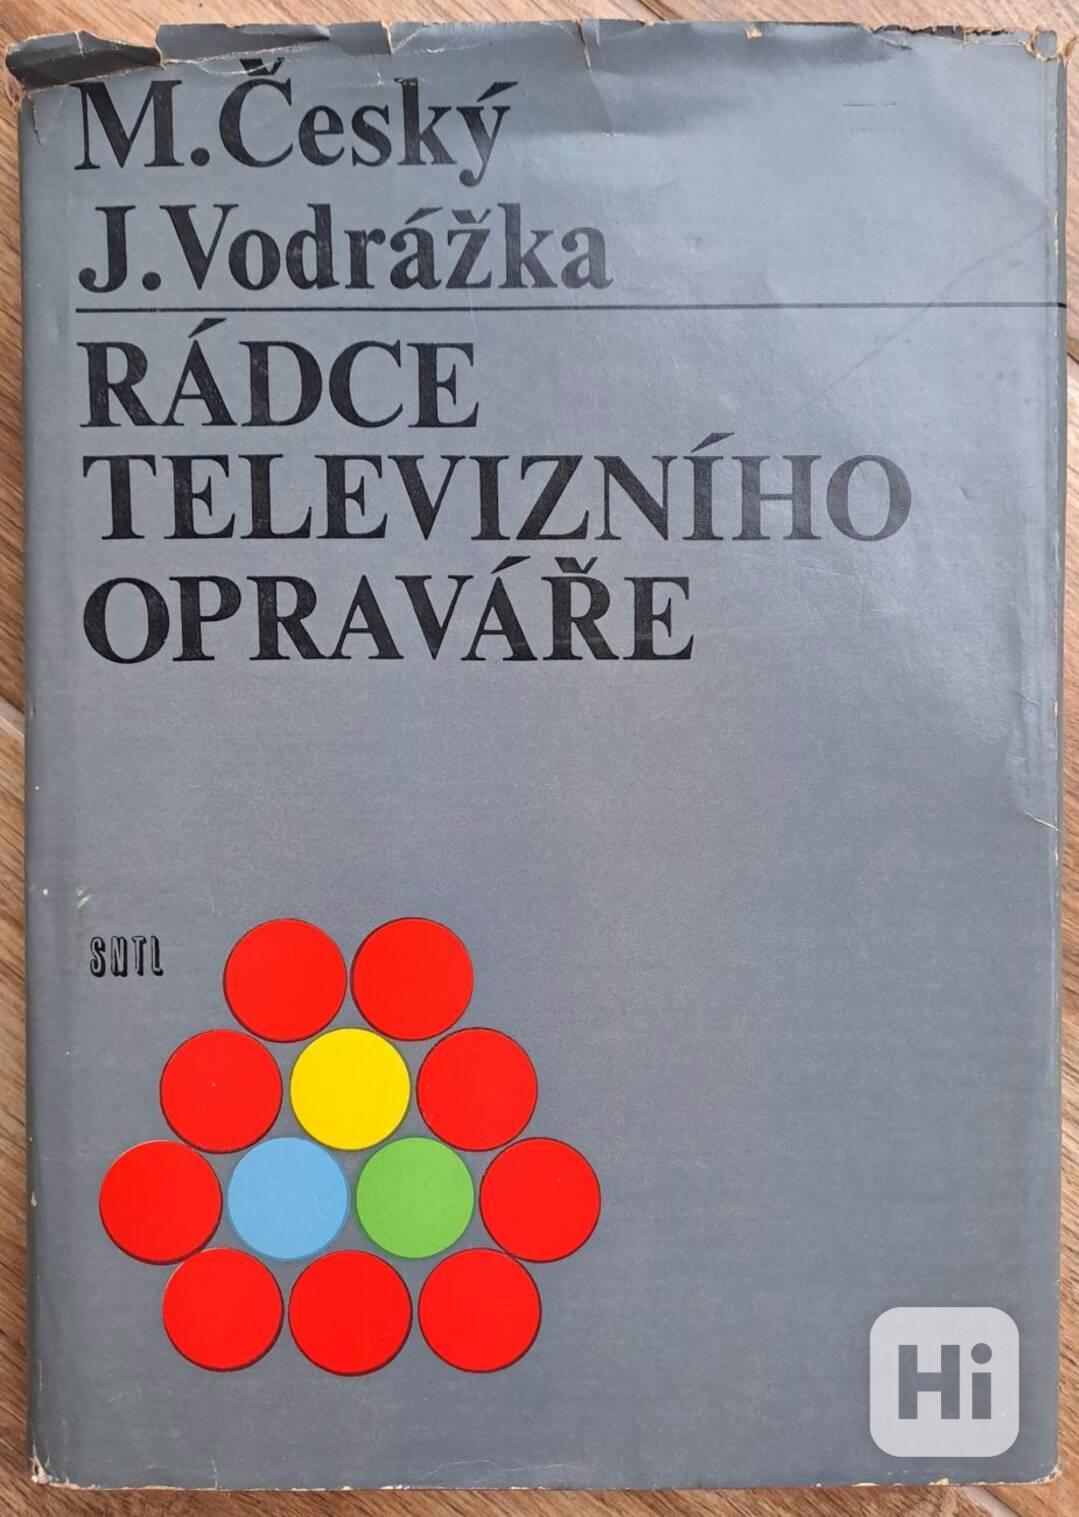 M. Český
J. Vodrážka
RÁDCE
TELEVIZNÍHO
OPRAVÁŘE
SNTL
Hi